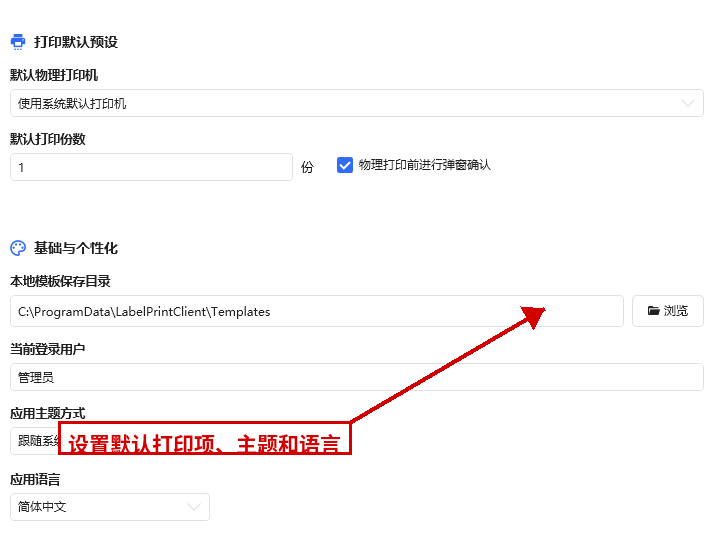 打印默认预设
默认物理打印机
使用系统默认打印机
默认打印份数
1 份 物理打印前进行弹窗确认
基础与个性化
本地模板保存目录
C:\ProgramData\LabelPrintClient\Templates 浏览
当前登录用户
管理员
应用主题方式
跟随系
设置默认打印项、主题和语言
应用语言
简体中文